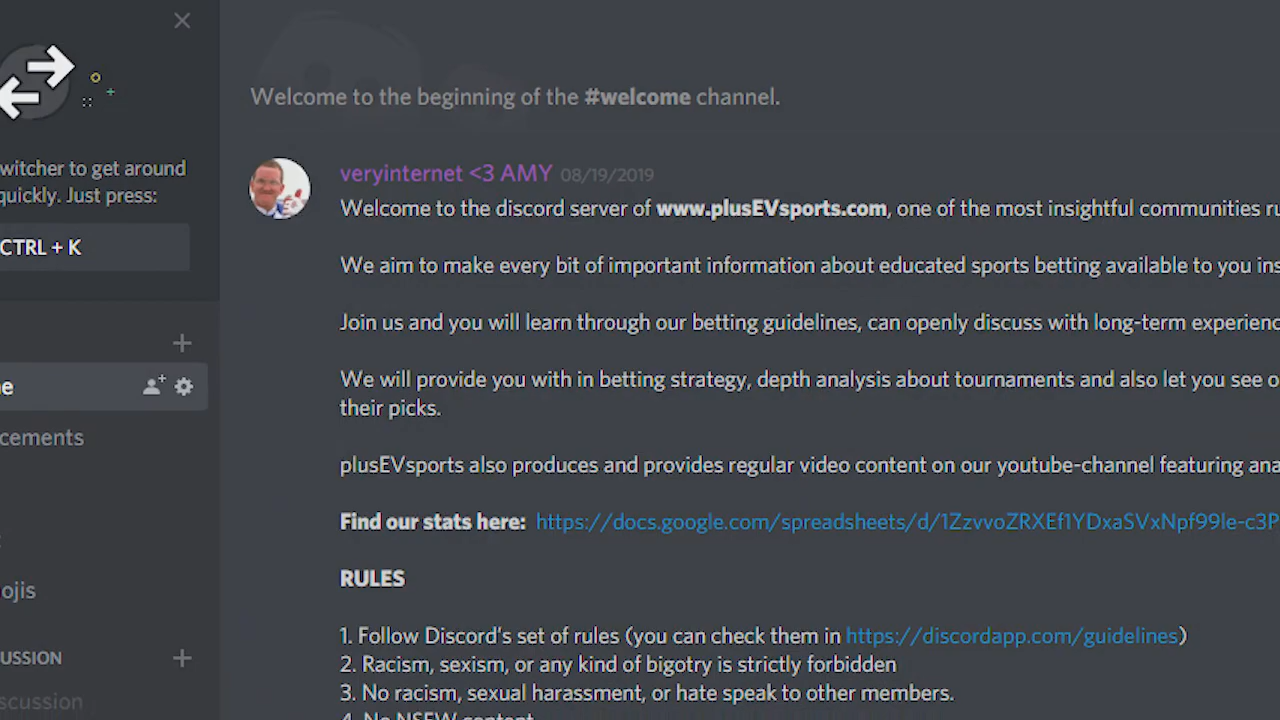 witcher to get around
quickly. Just press:
CTRL + K
cements
ojis
USSION
scussion
Welcome to the beginning of the #welcome channel.
veryinternet <3 AMY 08/19/2019
Welcome to the discord server of www.plusEVsports.com, one of the most insightful communities ru
We aim to make every bit of important information about educated sports betting available to you ins
Join us and you will learn through our betting guidelines, can openly discuss with long-term experienc
We will provide you with in betting strategy, depth analysis about tournaments and also let you see o
their picks.
plusEVsports also produces and provides regular video content on our youtube-channel featuring ana
Find our stats here: https://docs.google.com/spreadsheets/d/1ZzvvoZRXEf1YDxaSVxNpf99le-c3P
RULES
1. Follow Discord's set of rules (you can check them in https://discordapp.com/guidelines)
2. Racism, sexism, or any kind of bigotry is strictly forbidden
3. No racism, sexual harassment, or hate speak to other members.
4. No NSFW content